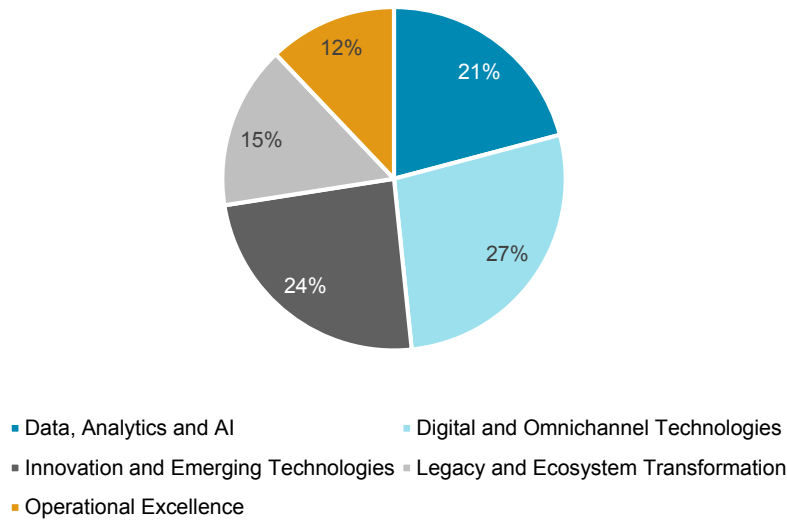 12%
21%
15%
27%
24%
Data, Analytics and AI
Digital and Omnichannel Technologies
Innovation and Emerging Technologies
Legacy and Ecosystem Transformation
Operational Excellence